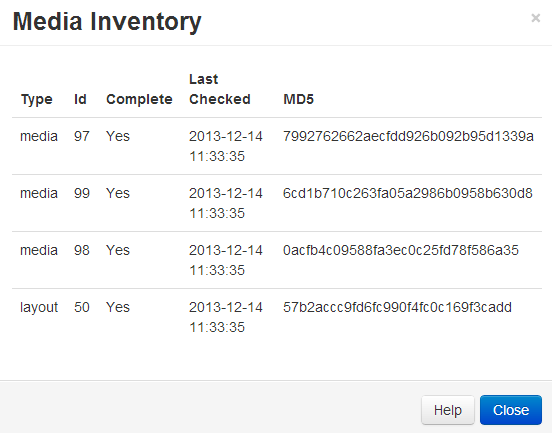 Media Inventory ×
Last
Type Id Complete Checked MD5
media 97 Yes 2013-12-14 7992762662aecfdd926b092b95d1339a
11:33:35
media 99 Yes 2013-12-14 6cd1b710c263fa05a2986b0958b630d8
11:33:35
media 98 Yes 2013-12-14 0acfb4c09588fa3ec0c25fd78f586a35
11:33:35
layout 50 Yes 2013-12-14 57b2accc9fd6fc990f4fc0c169f3cadd
11:33:35
Help Close